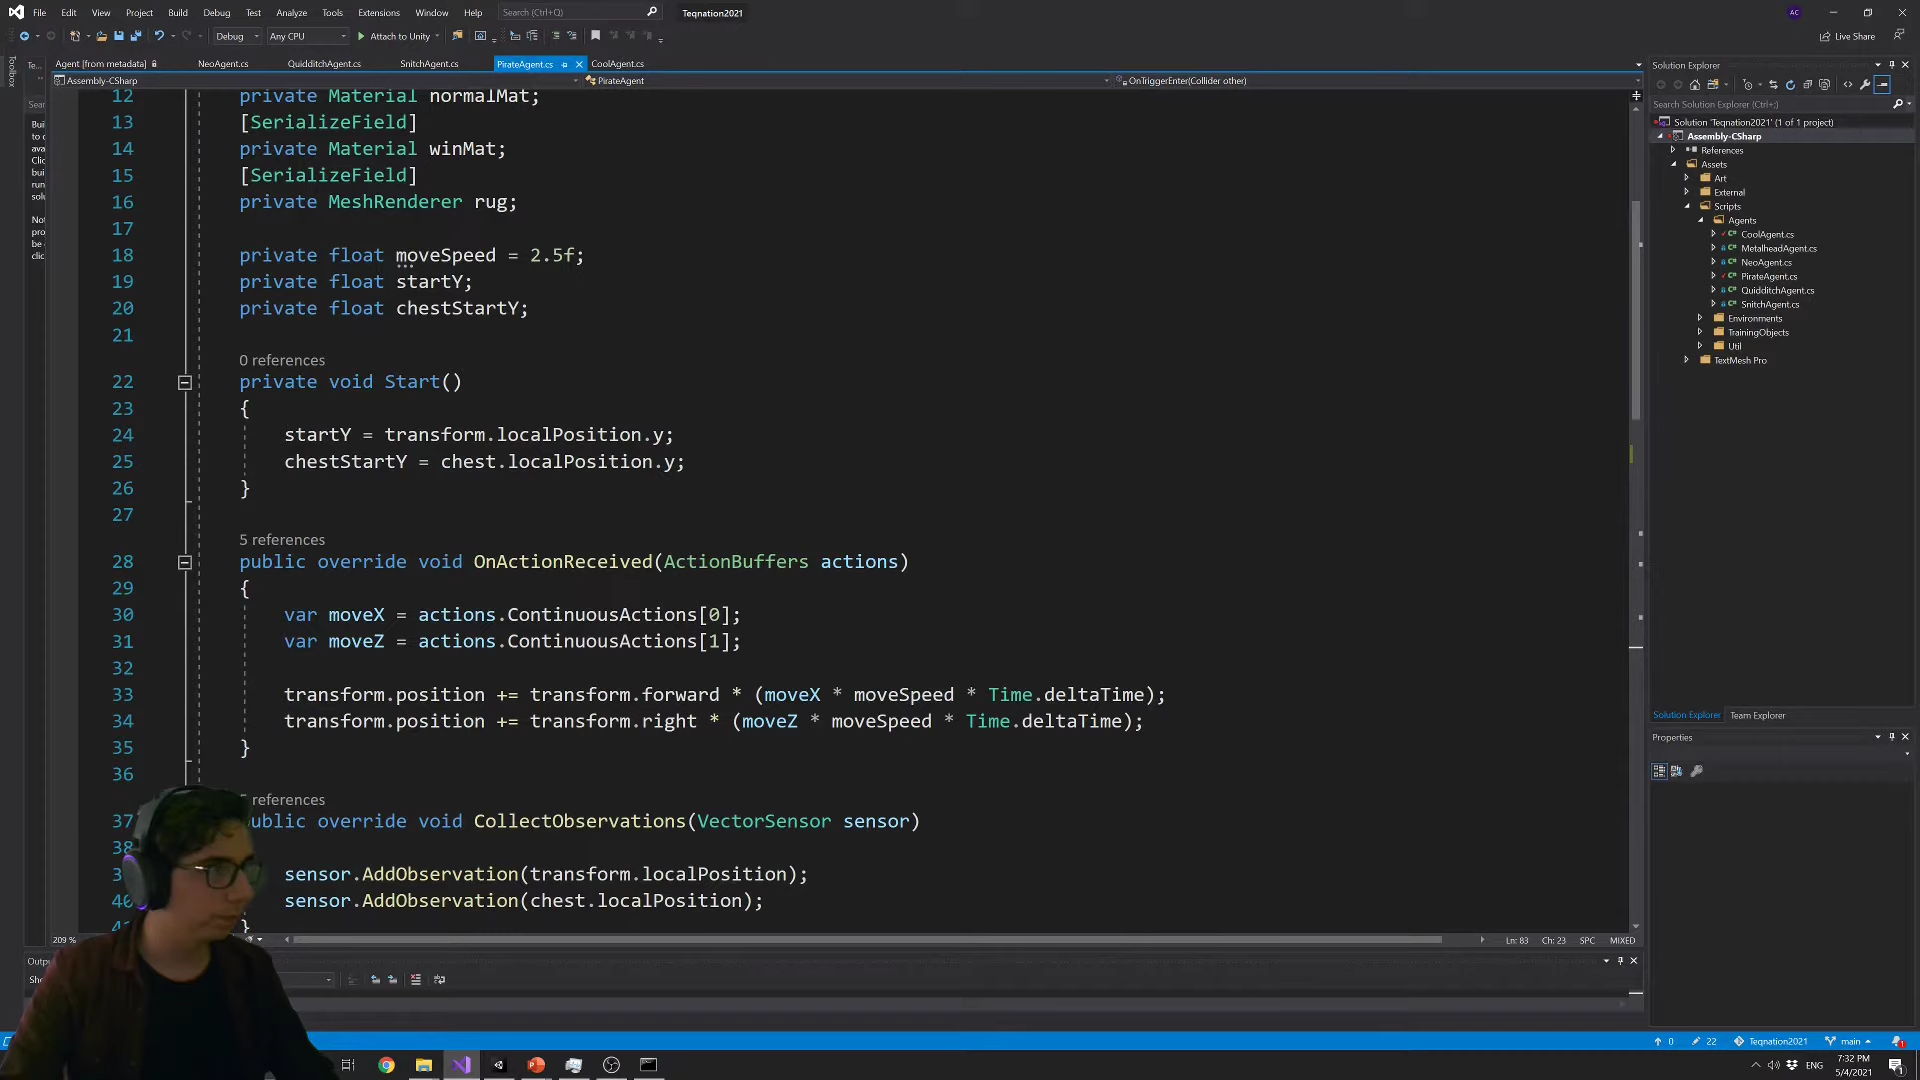 File Edit View Project Build Debug Test Analyze Tools Extensions Window Help Search (Ctrl+Q) Teqnation2021 AC
Debug Any CPU Attach to Unity Live Share
Toolbox
Agent [from metadata] NeoAgent.cs QuidditchAgent.cs SnitchAgent.cs PirateAgent.cs CoolAgent.cs
Assembly-CSharp PirateAgent OnTriggerEnter(Collider other)
12 private Material normalMat;
13 [SerializeField]
14 private Material winMat;
15 [SerializeField]
16 private MeshRenderer rug;
17
18 private float moveSpeed = 2.5f;
19 private float startY;
20 private float chestStartY;
21
0 references
22 private void Start()
23 {
24 startY = transform.localPosition.y;
25 chestStartY = chest.localPosition.y;
26 }
27
5 references
28 public override void OnActionReceived(ActionBuffers actions)
29 {
30 var moveX = actions.ContinuousActions[0];
31 var moveZ = actions.ContinuousActions[1];
32
33 transform.position += transform.forward * (moveX * moveSpeed * Time.deltaTime);
34 transform.position += transform.right * (moveZ * moveSpeed * Time.deltaTime);
35 }
36
references
37 public override void CollectObservations(VectorSensor sensor)
38
sensor.AddObservation(transform.localPosition);
40 sensor.AddObservation(chest.localPosition);
}
209 % Ln: 83 Ch: 23 SPC MIXED
Solution Explorer
Search Solution Explorer (Ctrl+;)
Solution 'Teqnation2021' (1 of 1 project)
Assembly-CSharp
References
Assets
Art
External
Scripts
Agents
CoolAgent.cs
MetalheadAgent.cs
NeoAgent.cs
PirateAgent.cs
QuidditchAgent.cs
SnitchAgent.cs
Environments
TrainingObjects
Util
TextMesh Pro
Solution Explorer Team Explorer
Properties
0 22 Teqnation2021 main
ENG 7:32 PM
5/4/2021